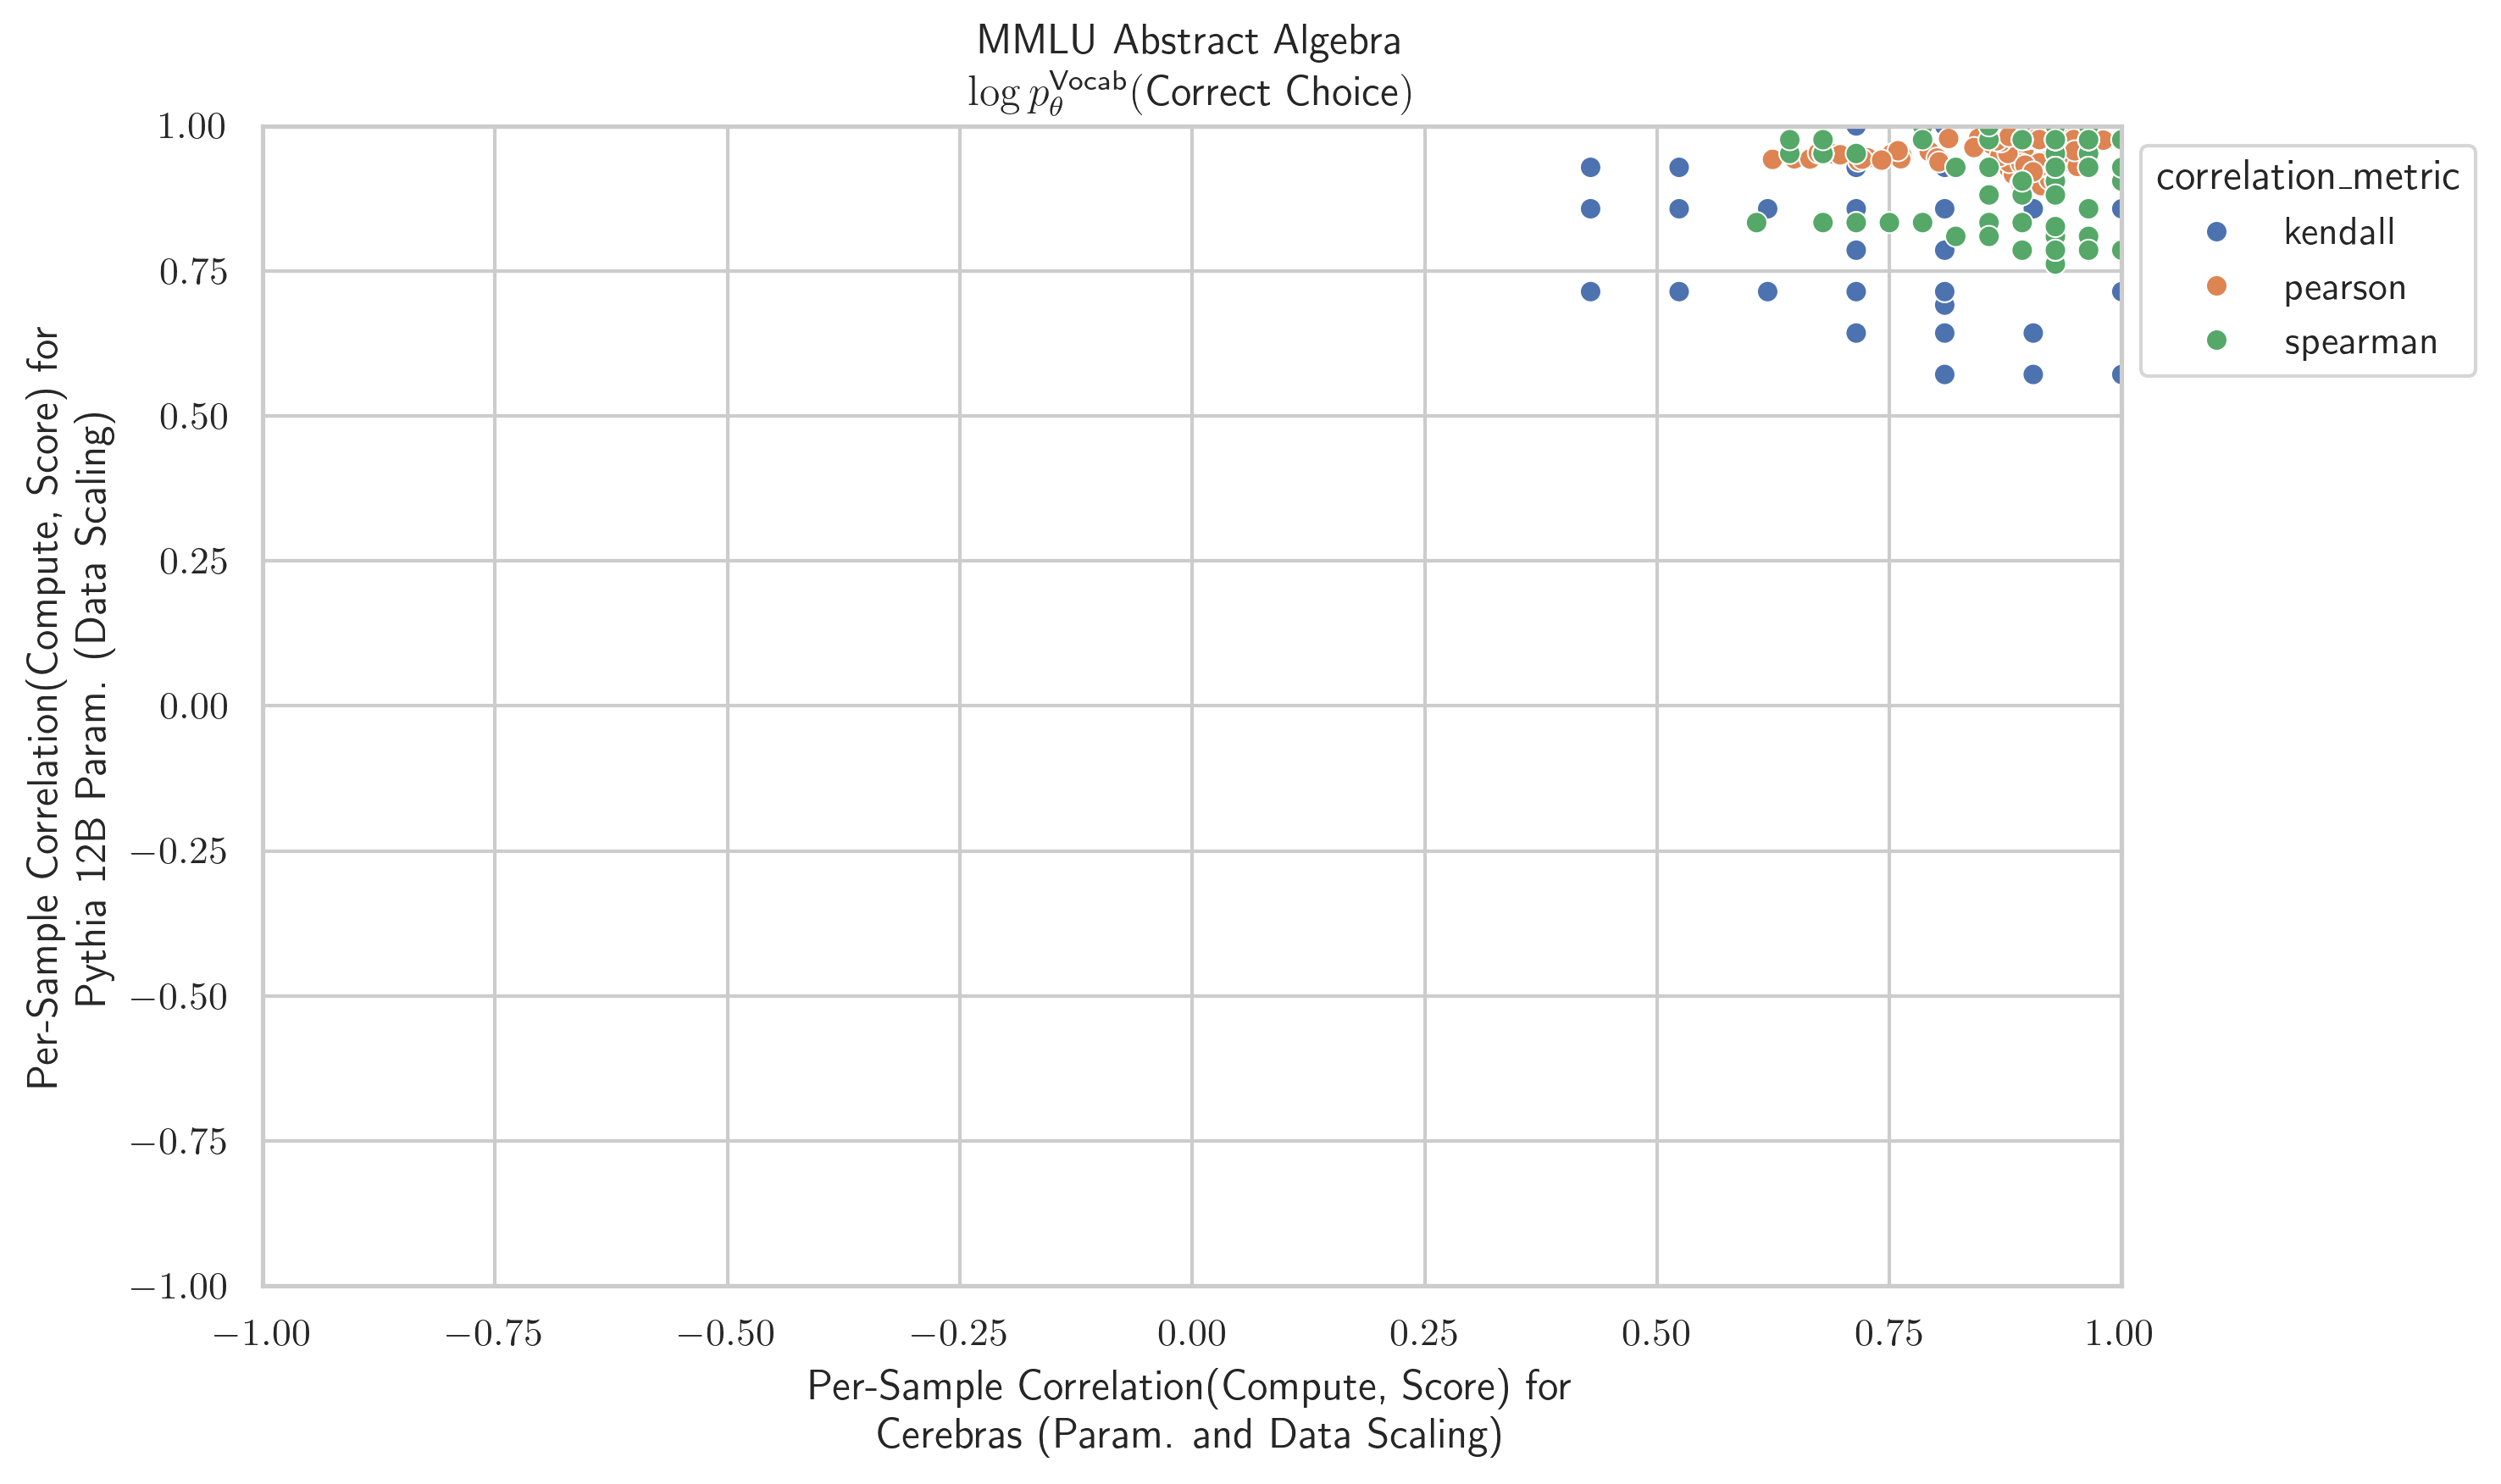 MMLU Abstract Algebra
log p_θ^Vocab(Correct Choice)
Per-Sample Correlation(Compute, Score) for
Pythia 12B Param. (Data Scaling)
1.00
0.75
0.50
0.25
0.00
−0.25
−0.50
−0.75
−1.00
correlation_metric
kendall
pearson
spearman
−1.00 −0.75 −0.50 −0.25 0.00 0.25 0.50 0.75 1.00
Per-Sample Correlation(Compute, Score) for
Cerebras (Param. and Data Scaling)